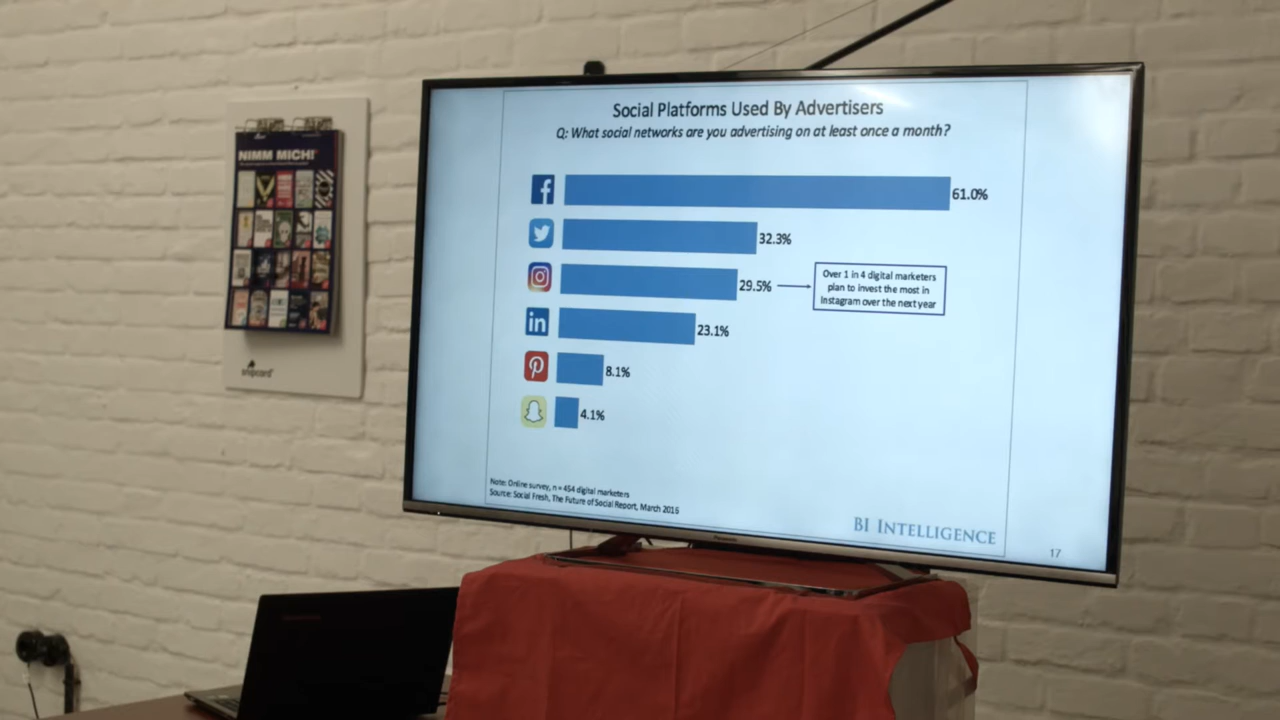 NIMM MICH!
snipcard
Social Platforms Used By Advertisers
Q: What social networks are you advertising on at least once a month?
61.0%
32.3%
29.5%
Over 1 in 4 digital marketers
plan to invest the most in
Instagram over the next year
in
23.1%
8.1%
4.1%
Note: Online survey, n = 454 digital marketers
Source: Social Fresh, The Future of Social Report, March 2016
BI INTELLIGENCE
17
Panasonic